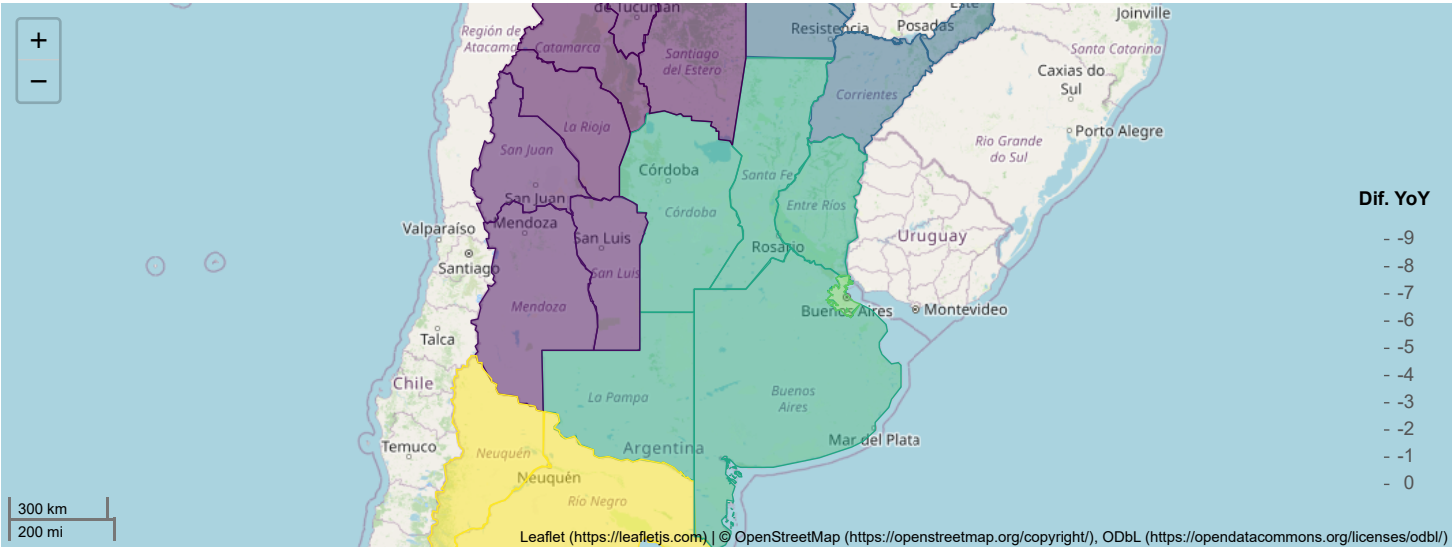 +
−
Región de
Atacama
Catamarca
de Tucumán
Santiago
del Estero
Resistencia
Posadas
Este
Joinville
Santa Catarina
Caxias do
Sul
Corrientes
Porto Alegre
Rio Grande
do Sul
La Rioja
San Juan
San Juan
Córdoba
Córdoba
Santa Fe
Entre Ríos
Valparaíso
Mendoza
San Luis
San Luis
Rosario
Uruguay
Santiago
Mendoza
Buenos Aires
Montevideo
Talca
Chile
La Pampa
Buenos
Aires
Temuco
Neuquén
Neuquén
Argentina
Mar del Plata
Río Negro
Dif. YoY
- -9
- -8
- -7
- -6
- -5
- -4
- -3
- -2
- -1
- 0
300 km
200 mi
Leaflet (https://leafletjs.com) | © OpenStreetMap (https://openstreetmap.org/copyright/), ODbL (https://opendatacommons.org/licenses/odbl/)